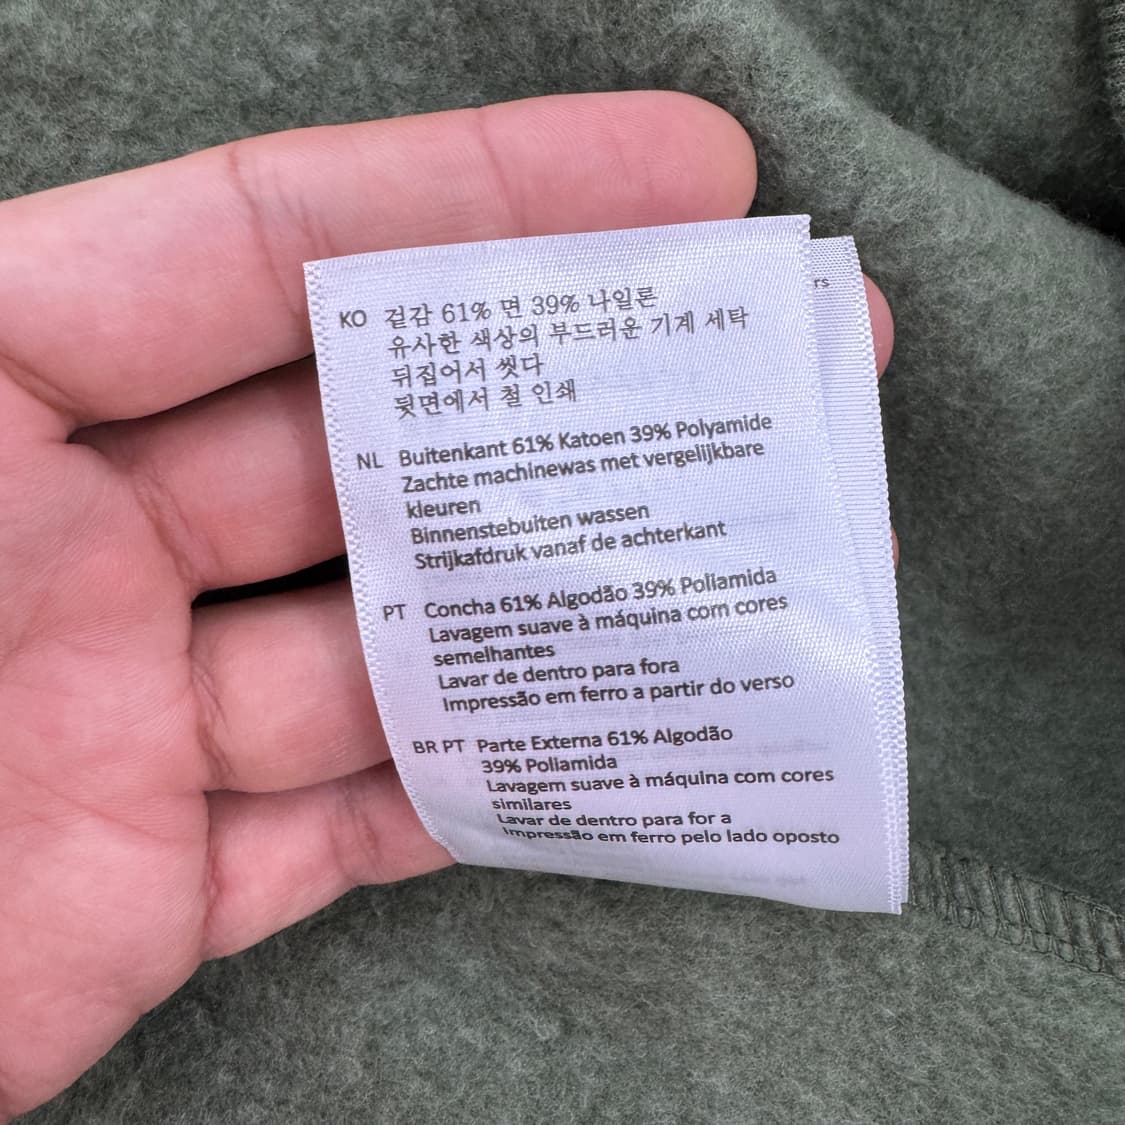 KO 겉감 61% 면 39% 나일론
유사한 색상의 부드러운 기계 세탁
뒤집어서 씻다
뒷면에서 철 인쇄
NL Buitenkant 61% Katoen 39% Polyamide
Zachte machinewas met vergelijkbare
kleuren
Binnenstebuiten wassen
Strijkafdruk vanaf de achterkant
PT Concha 61% Algodão 39% Poliamida
Lavagem suave à máquina com cores
semelhantes
Lavar de dentro para fora
Impressão em ferro a partir do verso
BR PT Parte Externa 61% Algodão
39% Poliamida
Lavagem suave à máquina com cores
similares
Lavar de dentro para for a
Impressão em ferro pelo lado oposto
rs